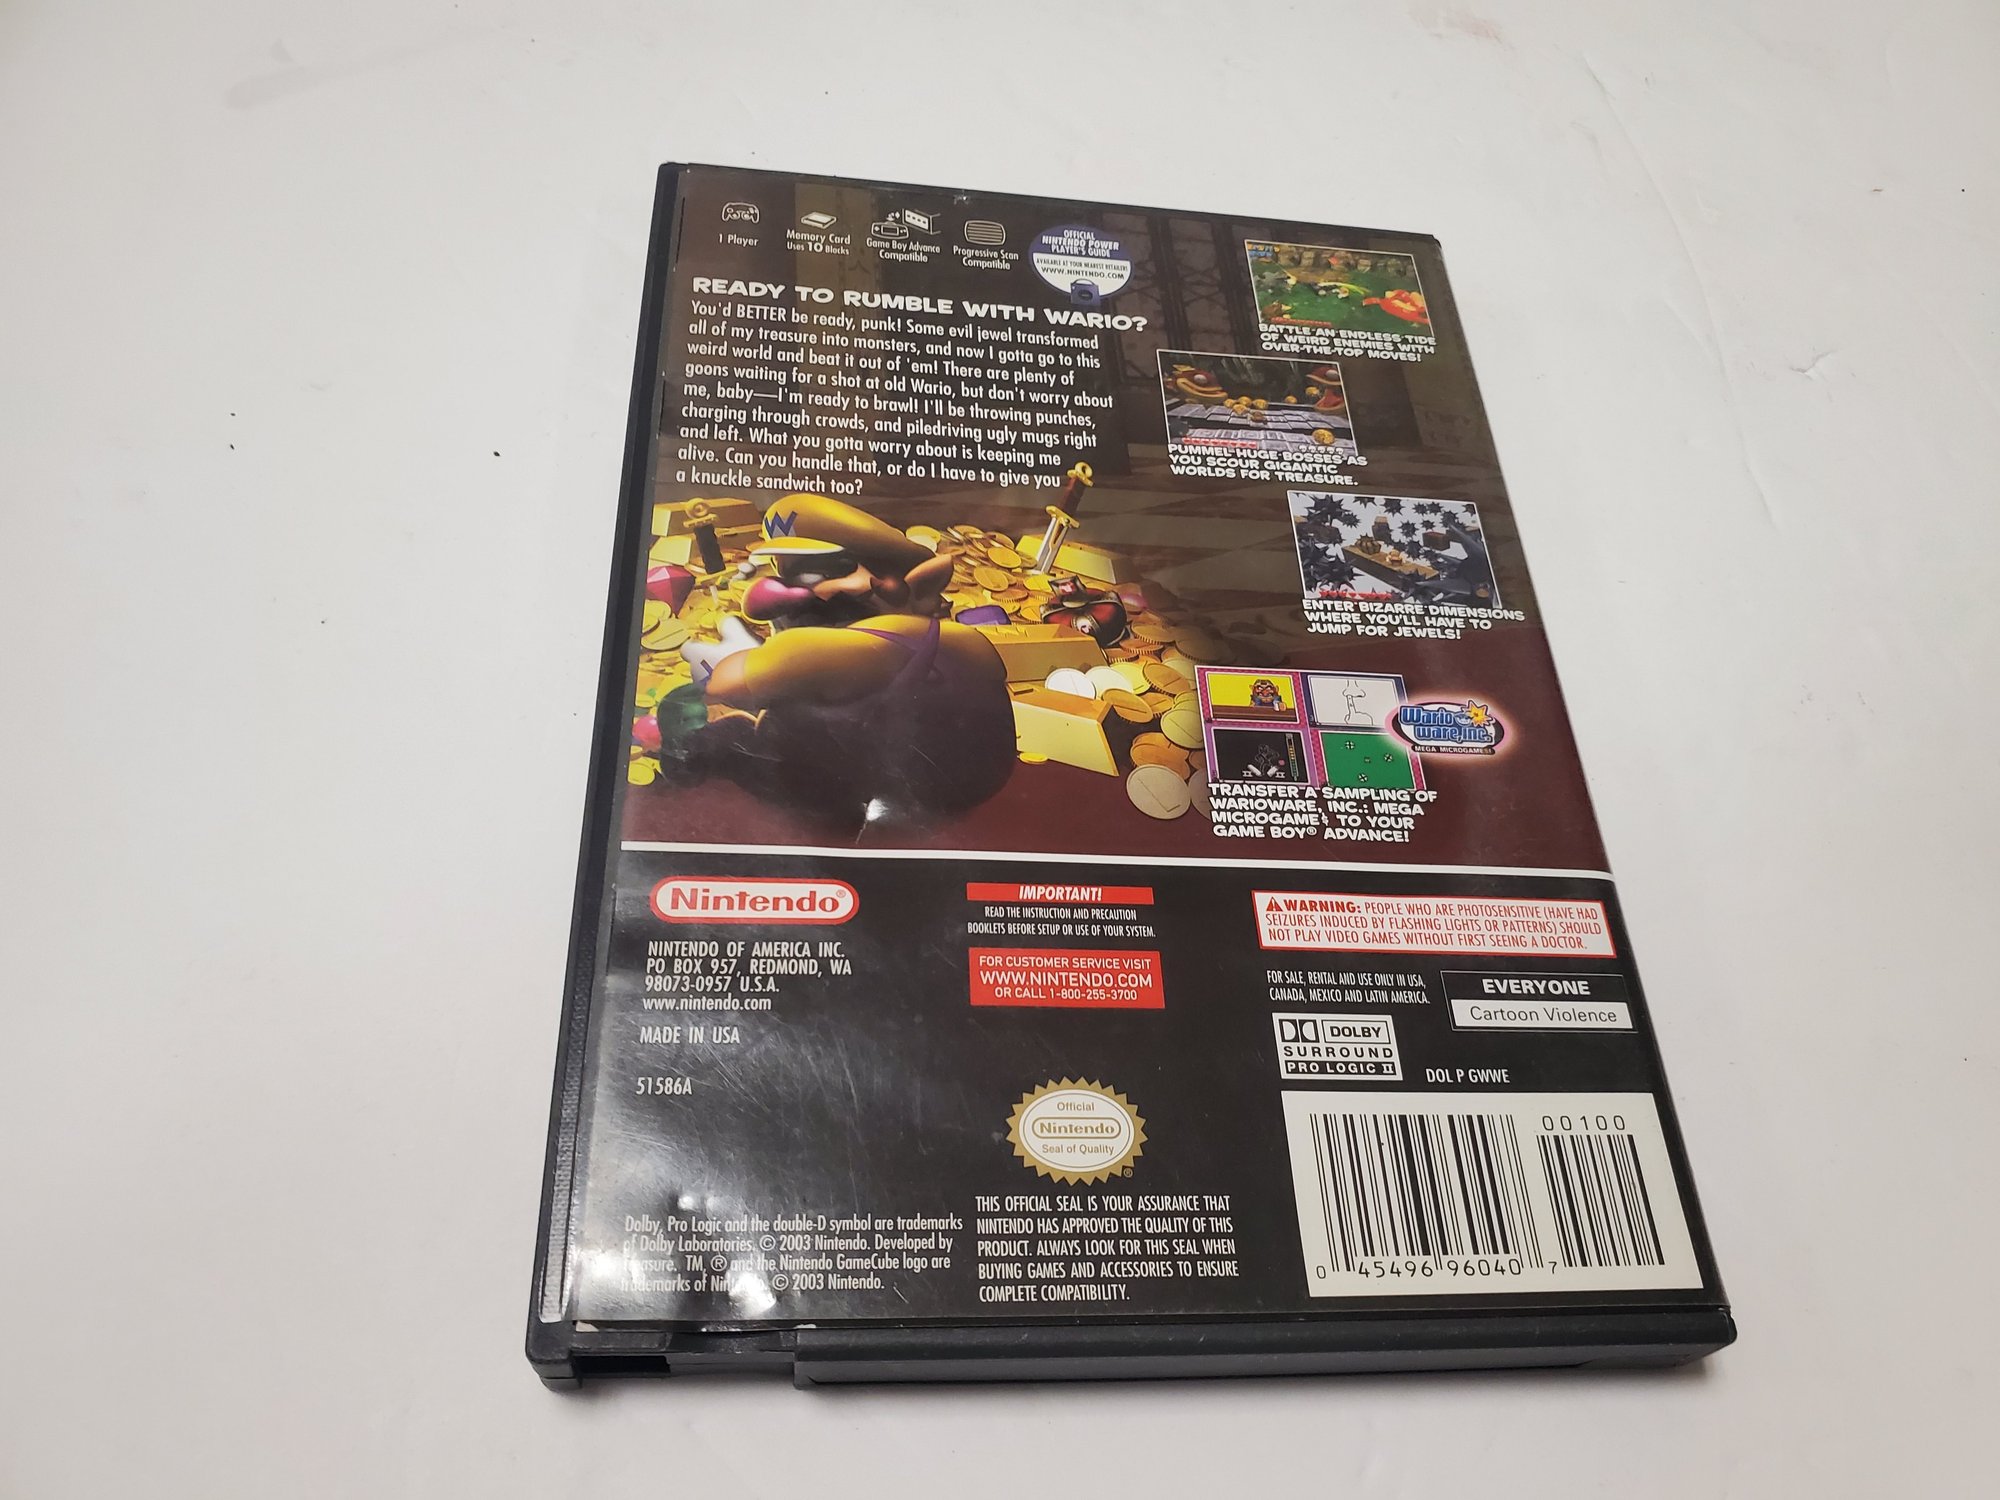 1 Player
Memory Card
Uses 10 Blocks
Game Boy Advance
Compatible
Progressive Scan
Compatible
OFFICIAL
NINTENDO POWER
PLAYER'S GUIDE
AVAILABLE AT YOUR NEAREST RETAILER!
WWW.NINTENDO.COM
READY TO RUMBLE WITH WARIO?
You'd BETTER be ready, punk! Some evil jewel transformed
all of my treasure into monsters, and now I gotta go to this
weird world and beat it out of 'em! There are plenty of
goons waiting for a shot at old Wario, but don't worry about
me, baby—I'm ready to brawl! I'll be throwing punches,
charging through crowds, and piledriving ugly mugs right
and left. What you gotta worry about is keeping me
alive. Can you handle that, or do I have to give you
a knuckle sandwich too?
BATTLE AN ENDLESS TIDE
OF WEIRD ENEMIES WITH
OVER-THE-TOP MOVES!
PUMMEL HUGE BOSSES AS
YOU SCOUR GIGANTIC
WORLDS FOR TREASURE.
ENTER BIZARRE DIMENSIONS
WHERE YOU'LL HAVE TO
JUMP FOR JEWELS!
W
Wario
Ware, Inc.
MEGA MICROGAMES!
TRANSFER A SAMPLING OF
WARIOWARE, INC.: MEGA
MICROGAME$ TO YOUR
GAME BOY® ADVANCE!
Nintendo®
NINTENDO OF AMERICA INC.
PO BOX 957, REDMOND, WA
98073-0957 U.S.A.
www.nintendo.com
MADE IN USA
51586A
IMPORTANT!
READ THE INSTRUCTION AND PRECAUTION
BOOKLETS BEFORE SETUP OR USE OF YOUR SYSTEM.
FOR CUSTOMER SERVICE VISIT
WWW.NINTENDO.COM
OR CALL 1-800-255-3700
WARNING: PEOPLE WHO ARE PHOTOSENSITIVE (HAVE HAD
SEIZURES INDUCED BY FLASHING LIGHTS OR PATTERNS) SHOULD
NOT PLAY VIDEO GAMES WITHOUT FIRST SEEING A DOCTOR.
FOR SALE, RENTAL AND USE ONLY IN USA,
CANADA, MEXICO AND LATIN AMERICA.
EVERYONE
Cartoon Violence
DOLBY
SURROUND
PRO LOGIC II
DOL P GWWE
Official
Nintendo
Seal of Quality
®
THIS OFFICIAL SEAL IS YOUR ASSURANCE THAT
NINTENDO HAS APPROVED THE QUALITY OF THIS
PRODUCT. ALWAYS LOOK FOR THIS SEAL WHEN
BUYING GAMES AND ACCESSORIES TO ENSURE
COMPLETE COMPATIBILITY.
Dolby, Pro Logic and the double-D symbol are trademarks
of Dolby Laboratories. © 2003 Nintendo. Developed by
TM, ® and the Nintendo GameCube logo are
of © 2003 Nintendo.
00100
0 45496 96040 7